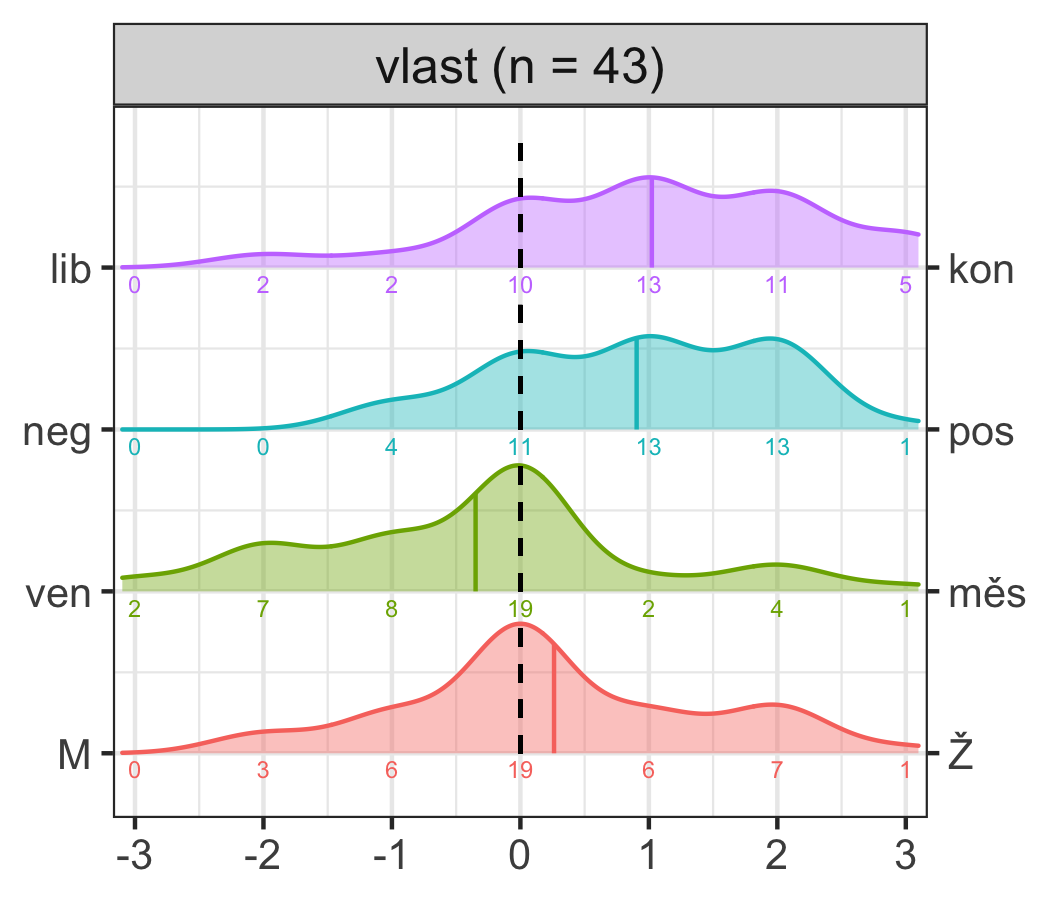 vlast (n = 43)
lib kon
0 2 2 10 13 11 5
neg pos
0 0 4 11 13 13 1
ven měs
2 7 8 19 2 4 1
M Ž
0 3 6 19 6 7 1
-3 -2 -1 0 1 2 3